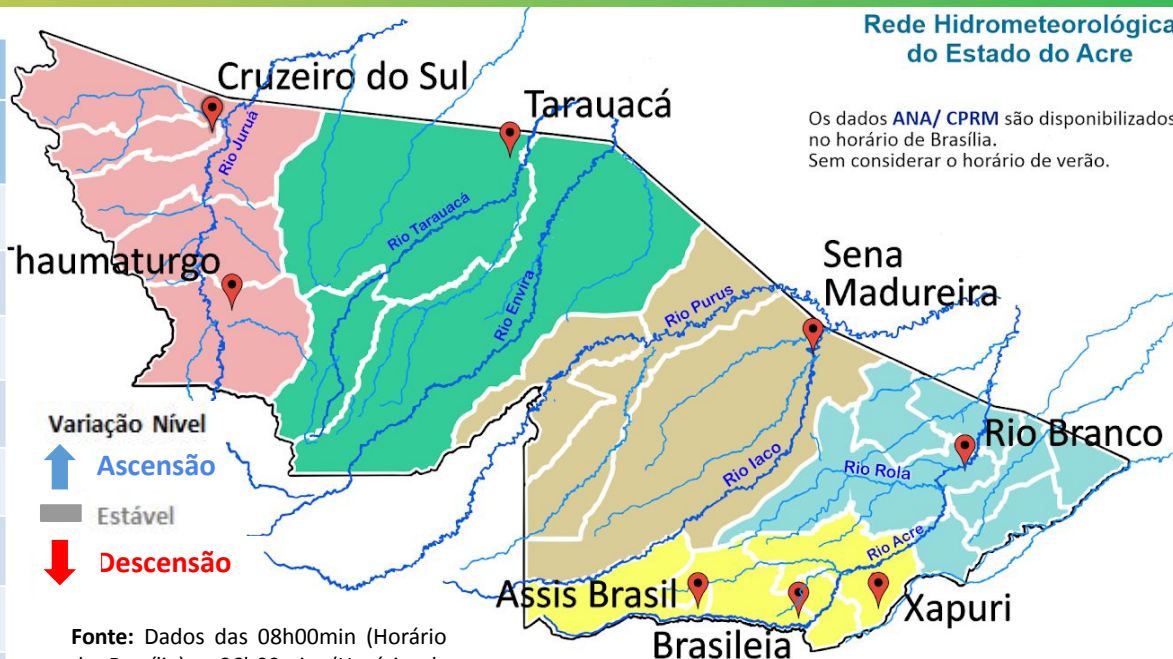 Rede Hidrometeorológica
do Estado do Acre
Os dados ANA/ CPRM são disponibilizados
no horário de Brasília.
Sem considerar o horário de verão.
Cruzeiro do Sul
Tarauacá
Rio Juruá
Rio Tarauacá
Thaumaturgo
Rio Envira
Sena
Madureira
Rio Purus
Variação Nível
Ascensão
Estável
Descensão
Rio Branco
Rio Iaco
Rio Rola
Rio Acre
Assis Brasil
Xapuri
Brasileia
Fonte: Dados das 08h00min (Horário